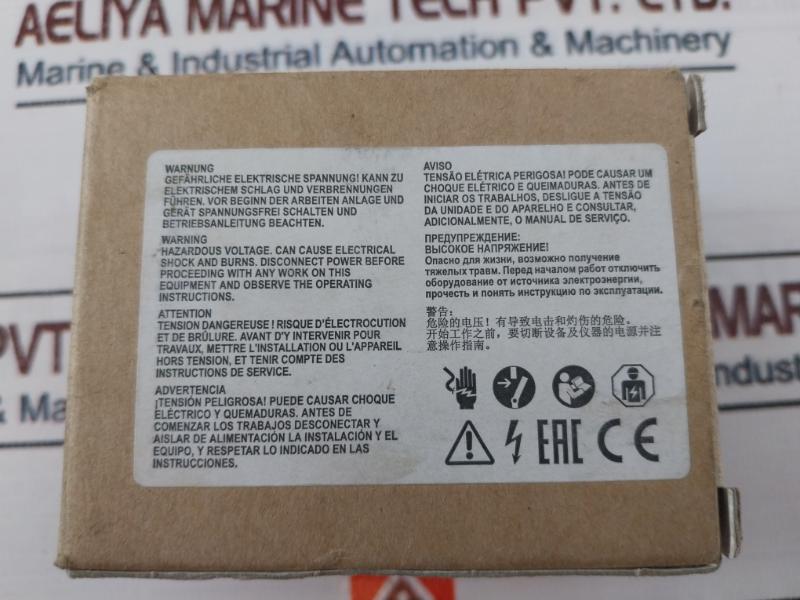 AELIYA MARINE TECH PVT. LTD.
Marine & Industrial Automation & Machinery
WARNUNG
GEFÄHRLICHE ELEKTRISCHE SPANNUNG! KANN ZU
ELEKTRISCHEM SCHLAG UND VERBRENNUNGEN
FÜHREN. VOR BEGINN DER ARBEITEN ANLAGE UND
GERÄT SPANNUNGSFREI SCHALTEN UND
BETRIEBSANLEITUNG BEACHTEN.
WARNING
HAZARDOUS VOLTAGE. CAN CAUSE ELECTRICAL
SHOCK AND BURNS. DISCONNECT POWER BEFORE
PROCEEDING WITH ANY WORK ON THIS
EQUIPMENT AND OBSERVE THE OPERATING
INSTRUCTIONS.
ATTENTION
TENSION DANGEREUSE ! RISQUE D'ÉLECTROCUTION
ET DE BRÛLURE. AVANT D'Y INTERVENIR POUR
TRAVAUX, METTRE L'INSTALLATION OU L'APPAREIL
HORS TENSION, ET TENIR COMPTE DES
INSTRUCTIONS DE SERVICE.
ADVERTENCIA
¡TENSIÓN PELIGROSA! PUEDE CAUSAR CHOQUE
ELÉCTRICO Y QUEMADURAS. ANTES DE
COMENZAR LOS TRABAJOS DESCONECTAR Y
AISLAR DE ALIMENTACIÓN LA INSTALACIÓN Y EL
EQUIPO, Y RESPETAR LO INDICADO EN LAS
INSTRUCCIONES.
AVISO
TENSÃO ELÉTRICA PERIGOSA! PODE CAUSAR UM
CHOQUE ELÉTRICO E QUEIMADURAS. ANTES DE
INICIAR OS TRABALHOS, DESLIGUE A TENSÃO
DA UNIDADE E DO APARELHO E CONSULTAR,
ADICIONALMENTE, O MANUAL DE SERVIÇO.
ПРЕДУПРЕЖДЕНИЕ:
ВЫСОКОЕ НАПРЯЖЕНИЕ!
Опасно для жизни, возможно получение
тяжелых травм. Перед началом работ отключить
оборудование от источника электроэнергии,
прочесть и понять инструкцию по эксплуатации.
警告:
危险的电压! 有导致电击和灼伤的危险。
开始工作之前, 要切断设备及仪器的电源并注
意操作指南。
EAC CE
PVT
MAR
ndust